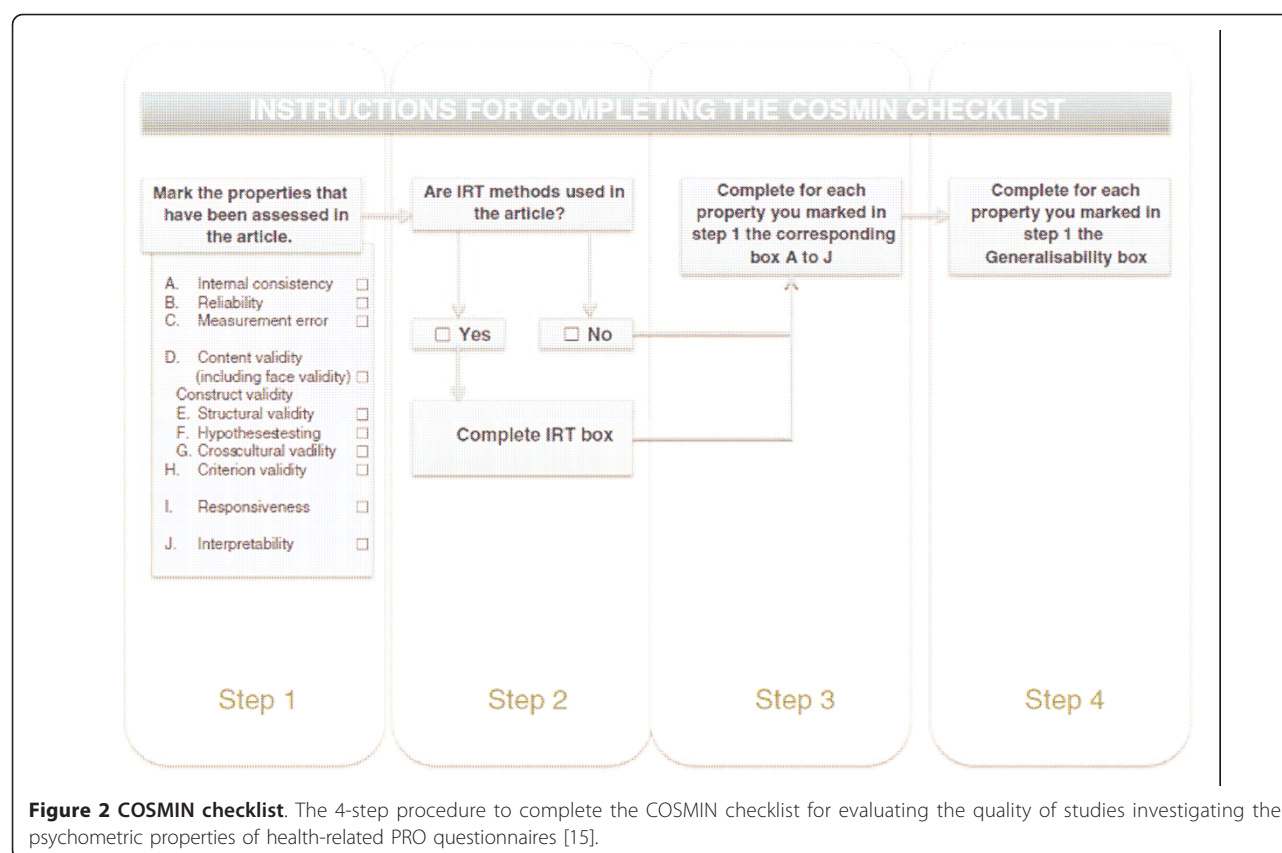 INSTRUCTIONS FOR COMPLETING THE COSMIN CHECKLIST
Mark the properties that
have been assessed in
the article.
A. Internal consistency ☐
B. Reliability ☐
C. Measurement error ☐
D. Content validity
(including face validity) ☐
Construct validity
E. Structural validity ☐
F. Hypothesestesting ☐
G. Crosscultural vadility ☐
H. Criterion validity ☐
I. Responsiveness ☐
J. Interpretability ☐
Step 1
Are IRT methods used in
the article?
☐ Yes
☐ No
Complete IRT box
Step 2
Complete for each
property you marked in
step 1 the corresponding
box A to J
Step 3
Complete for each
property you marked in
step 1 the
Generalisability box
Step 4
Figure 2 COSMIN checklist. The 4-step procedure to complete the COSMIN checklist for evaluating the quality of studies investigating the
psychometric properties of health-related PRO questionnaires [15].